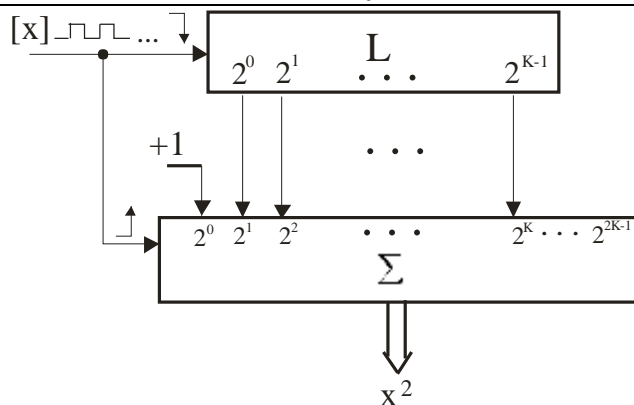 [x] ...
L
2^0 2^1 . . . 2^{K-1}
+1 . . .
2^0 2^1 2^2 . . . 2^K . . . 2^{2K-1}
Σ
x^2